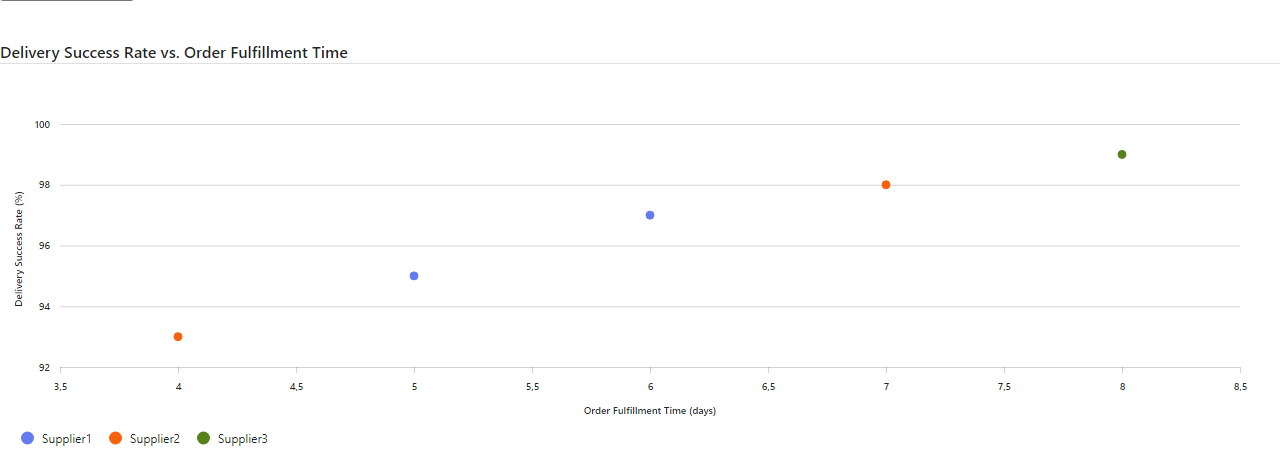 Delivery Success Rate vs. Order Fulfillment Time
Delivery Success Rate (%)
100
98
96
94
92
3,5 4 4,5 5 5,5 6 6,5 7 7,5 8 8,5
Order Fulfillment Time (days)
Supplier1 Supplier2 Supplier3